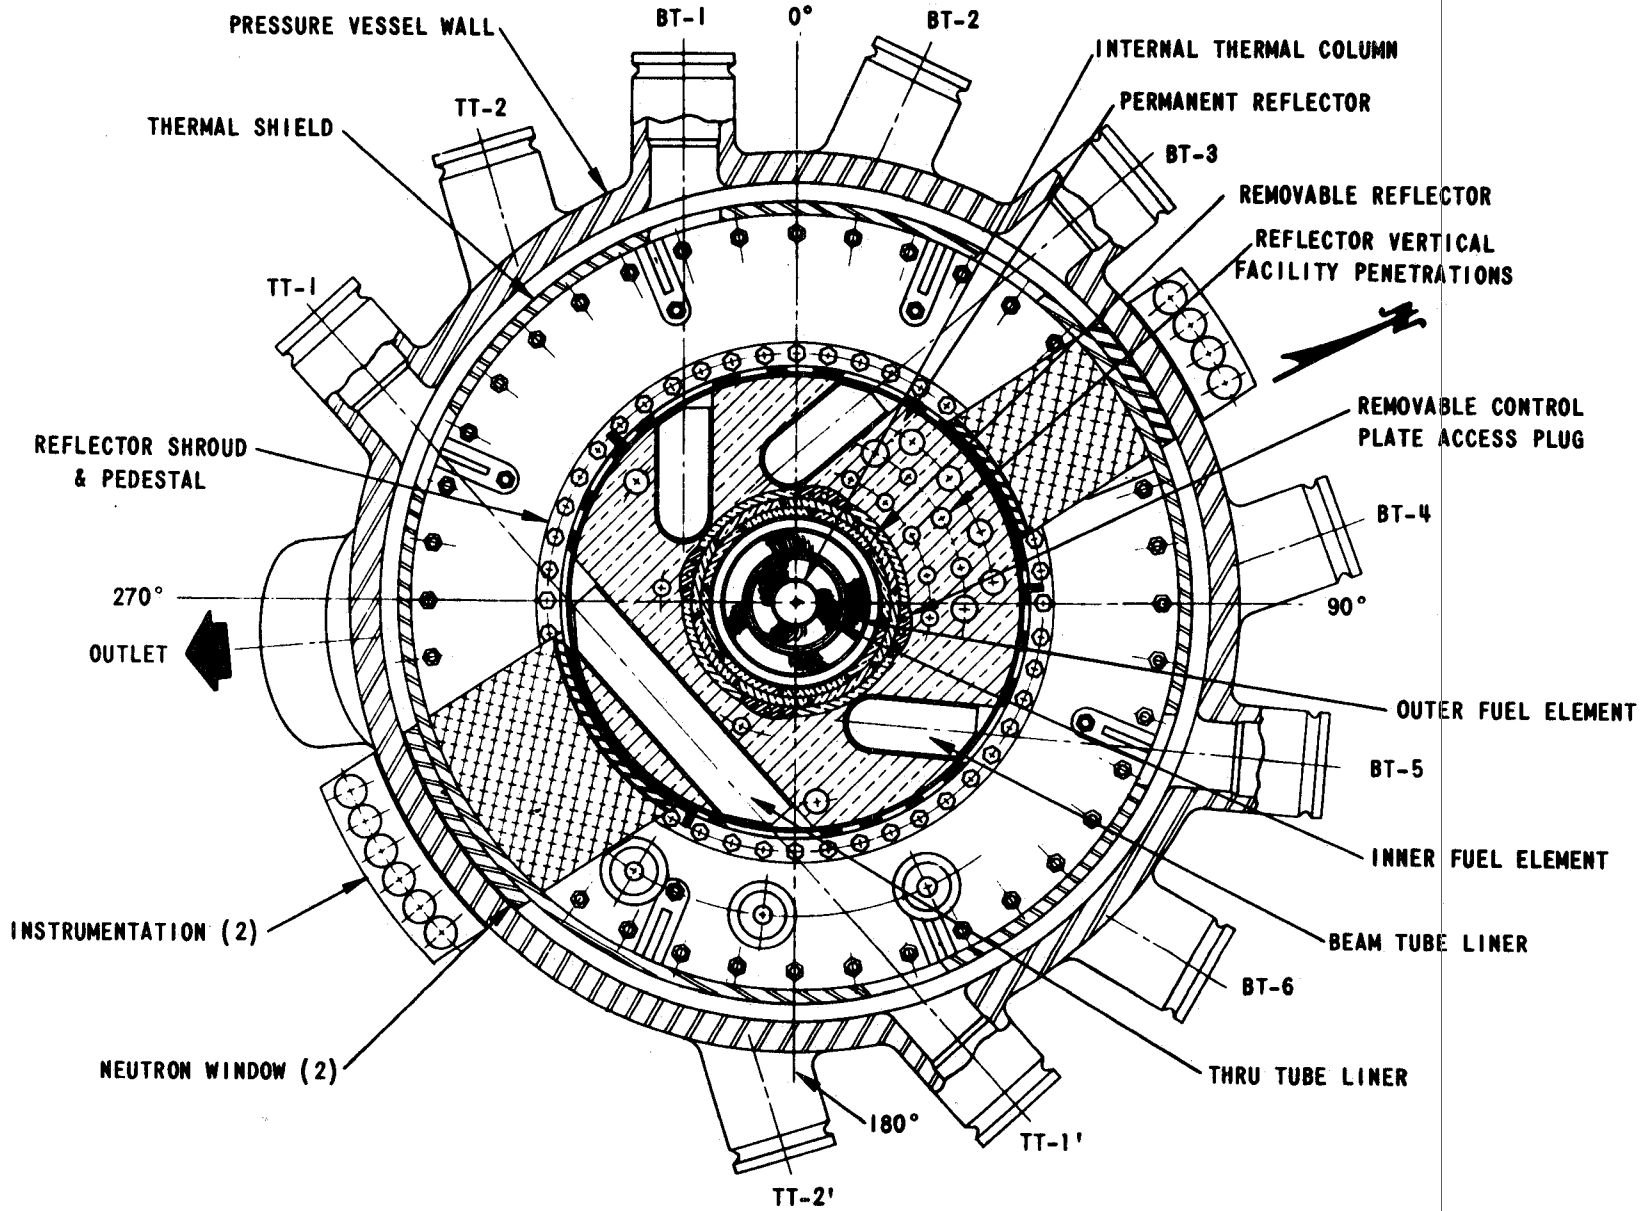 BT-1
0°
BT-2
PRESSURE VESSEL WALL
INTERNAL THERMAL COLUMN
TT-2
PERMANENT REFLECTOR
THERMAL SHIELD
BT-3
REMOVABLE REFLECTOR
REFLECTOR VERTICAL
FACILITY PENETRATIONS
TT-1
REMOVABLE CONTROL
PLATE ACCESS PLUG
REFLECTOR SHROUD
& PEDESTAL
BT-4
270°
90°
OUTLET
OUTER FUEL ELEMENT
BT-5
INNER FUEL ELEMENT
INSTRUMENTATION (2)
BEAM TUBE LINER
BT-6
NEUTRON WINDOW (2)
THRU TUBE LINER
180°
TT-1'
TT-2'